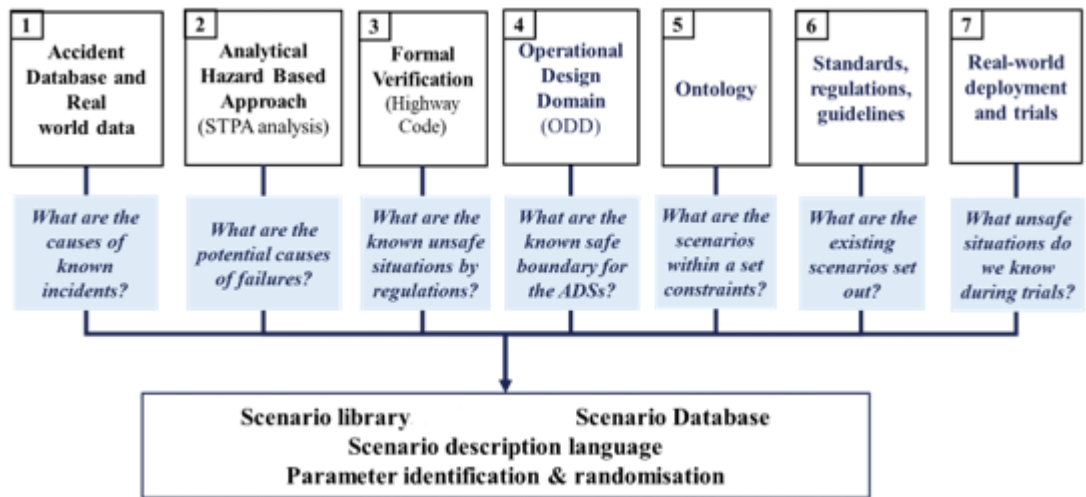 1
Accident
Database and
Real
world data
2
Analytical
Hazard Based
Approach
(STPA analysis)
3
Formal
Verification
(Highway
Code)
4
Operational
Design
Domain
(ODD)
5
Ontology
6
Standards,
regulations,
guidelines
7
Real-world
deployment
and trials
What are the
causes of
known
incidents?
What are the
potential causes
of failures?
What are the
known unsafe
situations by
regulations?
What are the
known safe
boundary for
the ADSs?
What are the
scenarios
within a set
constraints?
What are the
existing
scenarios set
out?
What unsafe
situations do
we know
during trials?
Scenario library Scenario Database
Scenario description language
Parameter identification & randomisation